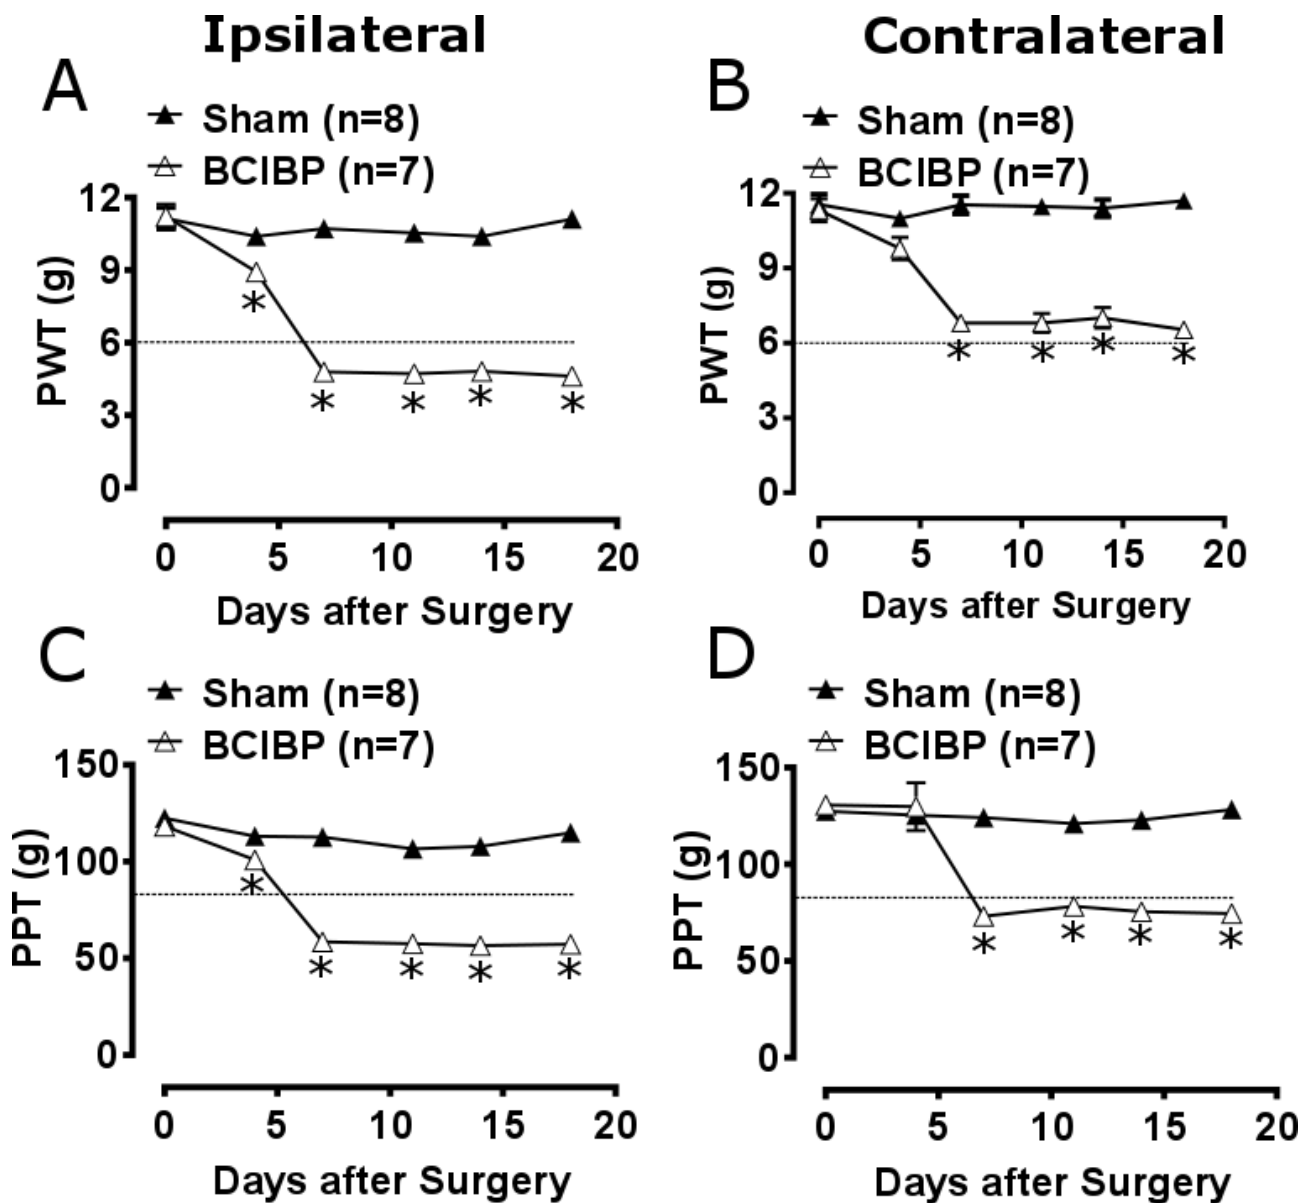 Ipsilateral
Contralateral
A
Sham (n=8)
BCIBP (n=7)
12
9
6
3
0
PWT (g)
* * * * *
0 5 10 15 20
Days after Surgery
B
Sham (n=8)
BCIBP (n=7)
12
9
6
3
0
PWT (g)
* * * *
0 5 10 15 20
Days after Surgery
C
Sham (n=8)
BCIBP (n=7)
150
100
50
0
PPT (g)
* * * * *
0 5 10 15 20
Days after Surgery
D
Sham (n=8)
BCIBP (n=7)
150
100
50
0
PPT (g)
* * * *
0 5 10 15 20
Days after Surgery